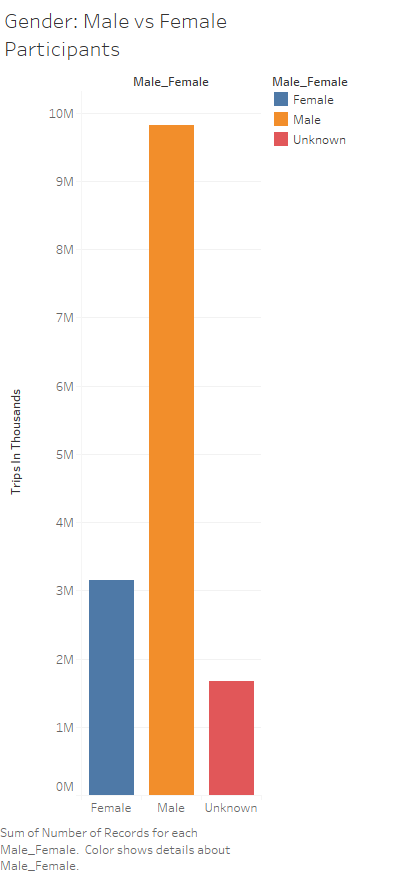 Gender: Male vs Female
Participants
Male_Female
Male_Female
Female
Male
Unknown
10M
9M
8M
7M
6M
5M
4M
3M
2M
1M
0M
Trips In Thousands
Female Male Unknown
Sum of Number of Records for each
Male_Female. Color shows details about
Male_Female.